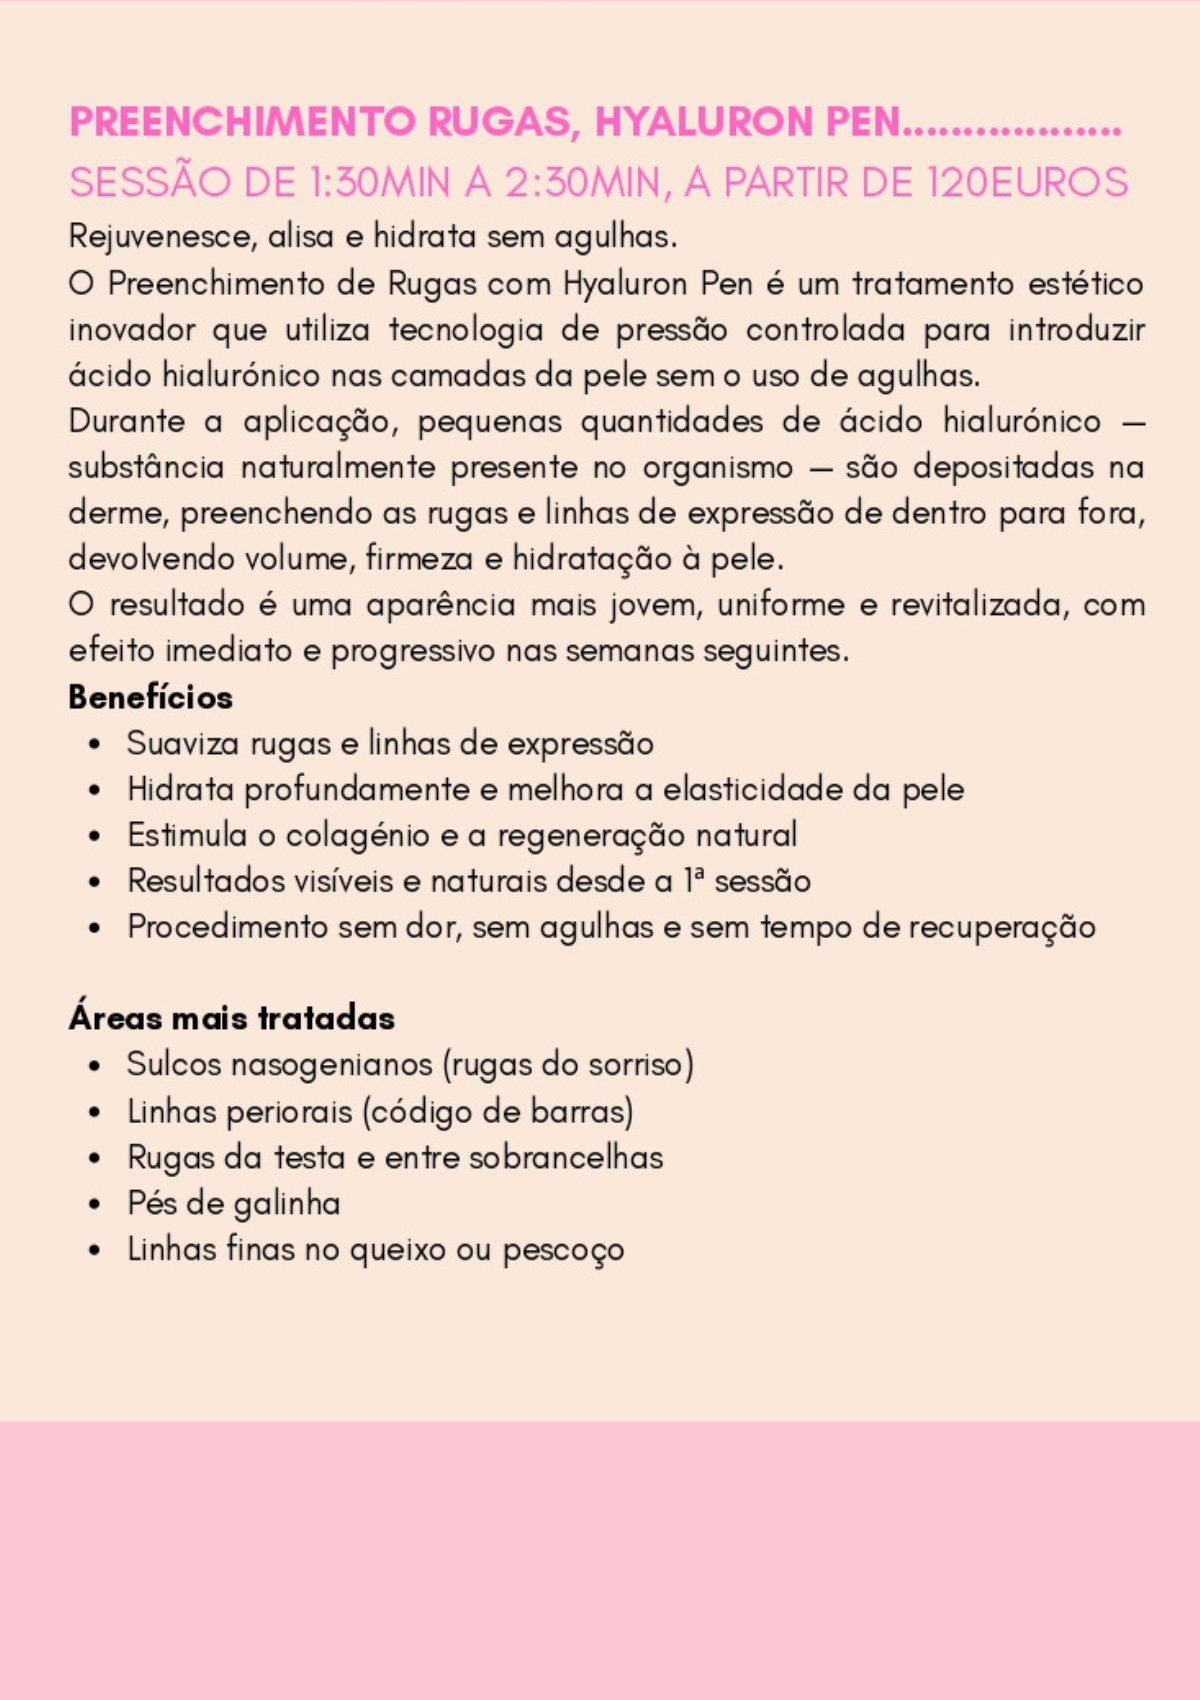 PREENCHIMENTO RUGAS, HYALURON PEN..................
SESSÃO DE 1:30MIN A 2:30MIN, A PARTIR DE 120EUROS
Rejuvenesce, alisa e hidrata sem agulhas.
O Preenchimento de Rugas com Hyaluron Pen é um tratamento estético
inovador que utiliza tecnologia de pressão controlada para introduzir
ácido hialurónico nas camadas da pele sem o uso de agulhas.
Durante a aplicação, pequenas quantidades de ácido hialurónico —
substância naturalmente presente no organismo — são depositadas na
derme, preenchendo as rugas e linhas de expressão de dentro para fora,
devolvendo volume, firmeza e hidratação à pele.
O resultado é uma aparência mais jovem, uniforme e revitalizada, com
efeito imediato e progressivo nas semanas seguintes.
Benefícios
• Suaviza rugas e linhas de expressão
• Hidrata profundamente e melhora a elasticidade da pele
• Estimula o colagénio e a regeneração natural
• Resultados visíveis e naturais desde a 1ª sessão
• Procedimento sem dor, sem agulhas e sem tempo de recuperação
Áreas mais tratadas
• Sulcos nasogenianos (rugas do sorriso)
• Linhas periorais (código de barras)
• Rugas da testa e entre sobrancelhas
• Pés de galinha
• Linhas finas no queixo ou pescoço